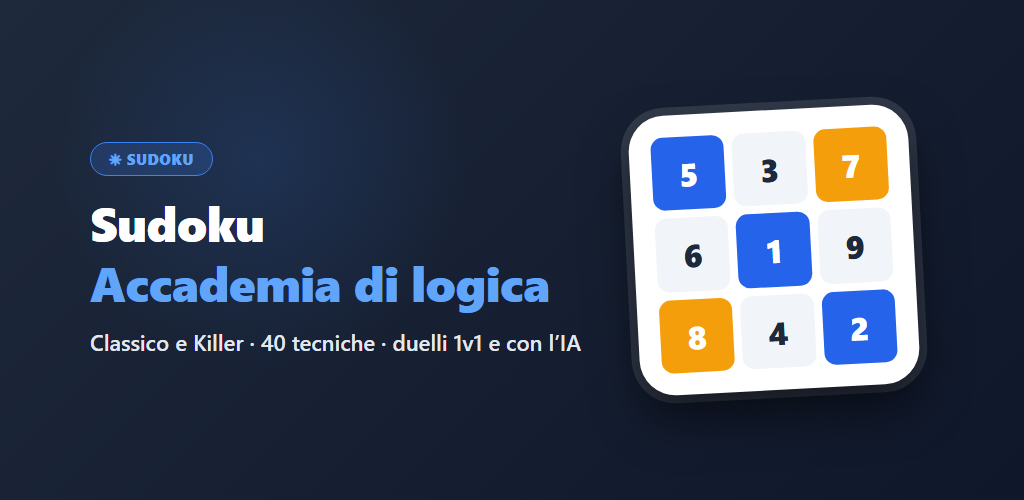 ✷ SUDOKU
Sudoku
Accademia di logica
Classico e Killer · 40 tecniche · duelli 1v1 e con l’IA
5 3 7
6 1 9
8 4 2